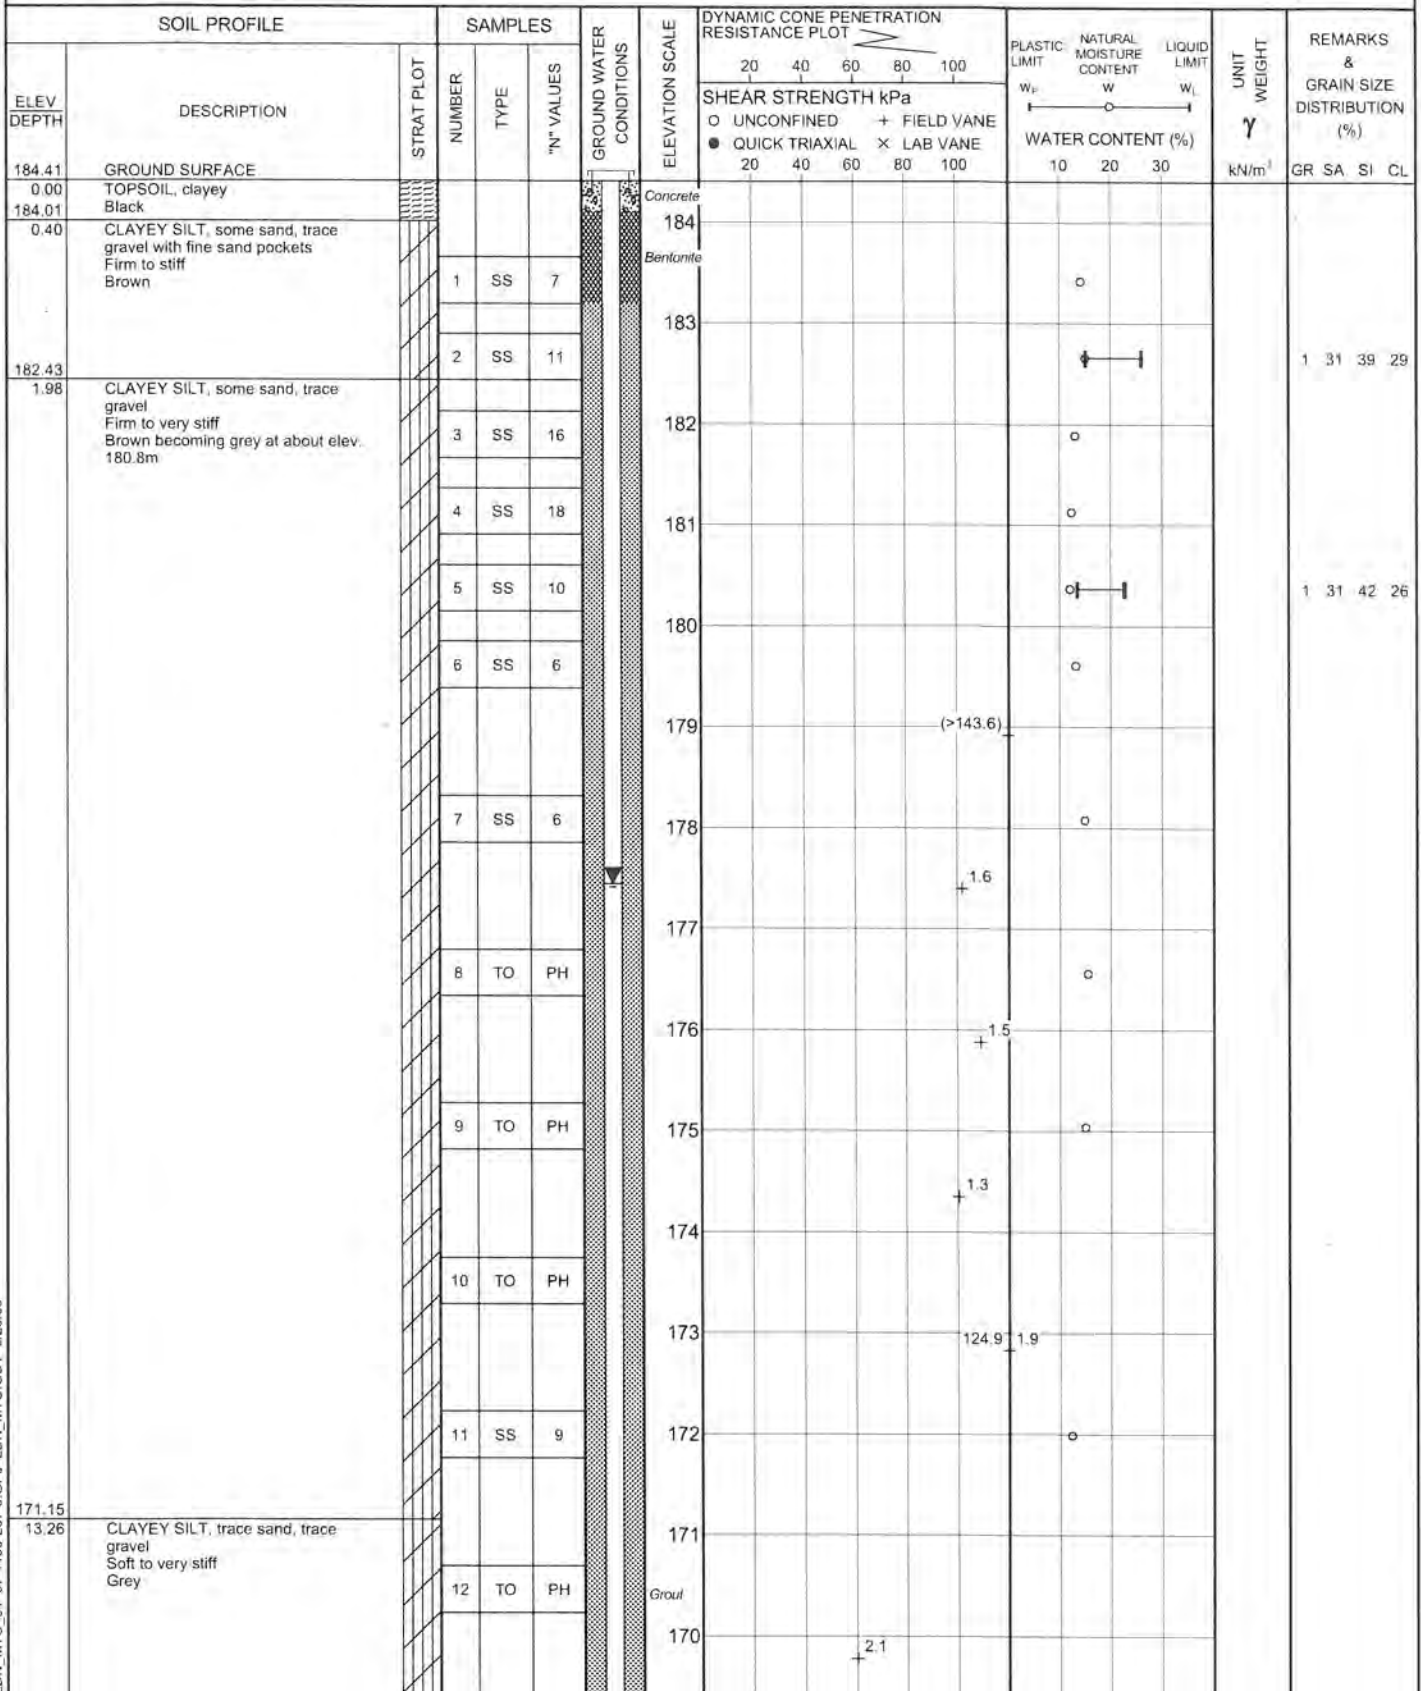 SOIL PROFILE
SAMPLES
GROUND WATER
CONDITIONS
ELEVATION SCALE
DYNAMIC CONE PENETRATION
RESISTANCE PLOT
20 40 60 80 100
SHEAR STRENGTH kPa
O UNCONFINED + FIELD VANE
● QUICK TRIAXIAL × LAB VANE
20 40 60 80 100
PLASTIC LIMIT
NATURAL MOISTURE CONTENT
LIQUID LIMIT
WP W WL
WATER CONTENT (%)
10 20 30
UNIT WEIGHT
γ
kN/m³
REMARKS
&
GRAIN SIZE
DISTRIBUTION
(%)
GR SA SI CL
ELEV
DEPTH
DESCRIPTION
STRAT PLOT
NUMBER
TYPE
"N" VALUES
184.41 GROUND SURFACE
0.00 TOPSOIL, clayey
184.01 Black
Concrete
184
0.40 CLAYEY SILT, some sand, trace
gravel with fine sand pockets
Firm to stiff
Brown
Bentonite
1 SS 7
183
2 SS 11
1 31 39 29
182.43
1.98 CLAYEY SILT, some sand, trace
gravel
Firm to very stiff
Brown becoming grey at about elev.
180.8m
182
3 SS 16
4 SS 18
181
5 SS 10
1 31 42 26
180
6 SS 6
179
(>143.6)
7 SS 6
178
1.6
177
8 TO PH
176
1.5
9 TO PH
175
1.3
174
10 TO PH
173
124.9 1.9
11 SS 9
172
171.15
13.26 CLAYEY SILT, trace sand, trace
gravel
Soft to very stiff
Grey
171
12 TO PH
Grout
170
2.1